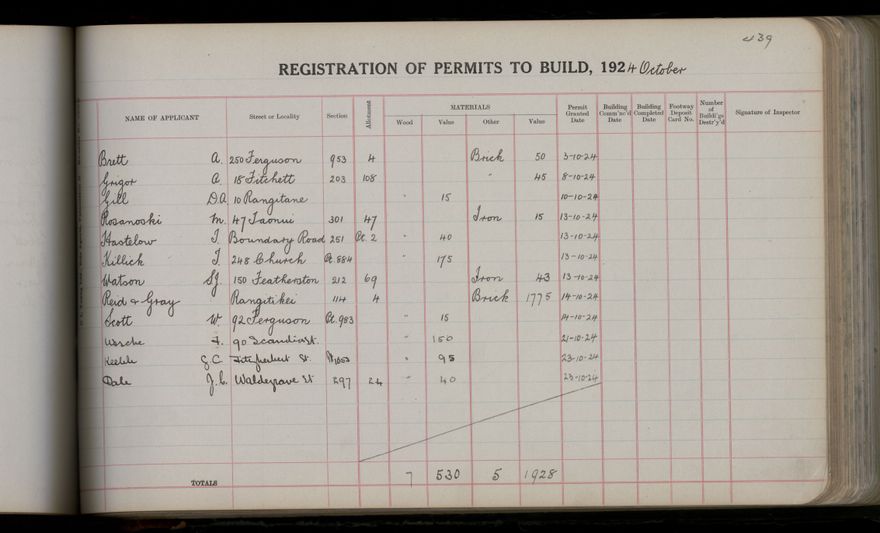 239
REGISTRATION OF PERMITS TO BUILD, 1924 October
NAME OF APPLICANT Street or Locality Section Allotment MATERIALS Permit Granted Date Building Comm'nc'd Date Building Completed Date Footway Deposit Card No. Number of Buildi'gs Destr'y'd Signature of Inspector
Wood Value Other Value
Brett A. 250 Ferguson 953 4 Brick 50 3-10-24
Grigor A. 18 Fitchett 203 108 " 45 8-10-24
Gill D.A. 10 Rangitane " 15 10-10-24
Rosanoski M. 47 Taonui 301 47 Iron 15 13-10-24
Hastelow T. Boundary Road 251 Pt. 2 " 40 13-10-24
Killick T. 248 Church Pt. 884 " 175 13-10-24
Watson 150 Featherston 212 69 Iron 43 13-10-24
Reid & Gray Rangitikei 114 4 Brick 1775 14-10-24
Scott W. 92 Ferguson Pt. 983 " 15 14-10-24
F. 90 Scandia St. " 150 21-10-24
Keeble G.C. Fitzherbert St. " 95 23-10-24
Dale Waldegrave St 297 24 " 40 23-10-24
TOTALS 7 530 5 1928